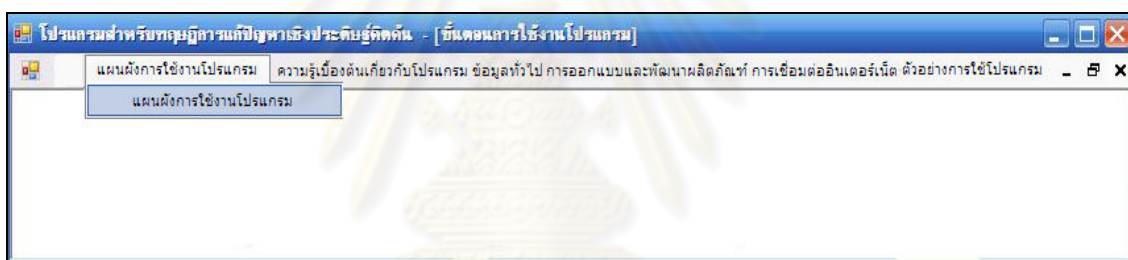 โปรแกรมสำหรับทฤษฎีการแก้ปัญหาเชิงประดิษฐ์คิดค้น - [ขั้นตอนการใช้งานโปรแกรม]
แผนผังการใช้งานโปรแกรม ความรู้เบื้องต้นเกี่ยวกับโปรแกรม ข้อมูลทั่วไป การออกแบบและพัฒนาผลิตภัณฑ์ การเชื่อมต่ออินเตอร์เน็ต ตัวอย่างการใช้โปรแกรม
แผนผังการใช้งานโปรแกรม